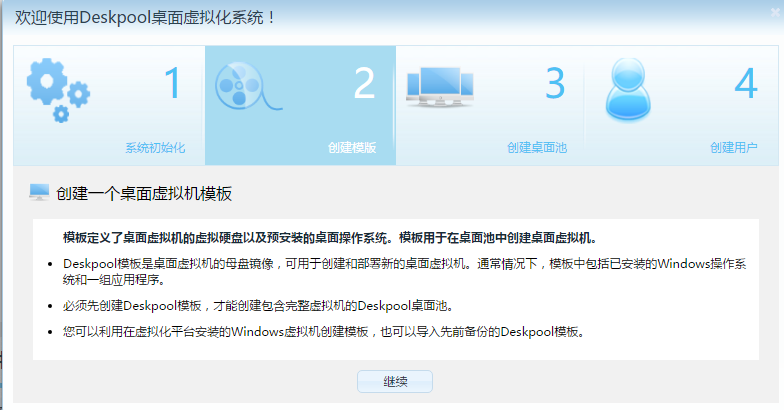 欢迎使用Deskpool桌面虚拟化系统！
1
系统初始化
2
创建模版
3
创建桌面池
4
创建用户
创建一个桌面虚拟机模板
模板定义了桌面虚拟机的虚拟硬盘以及预安装的桌面操作系统。模板用于在桌面池中创建桌面虚拟机。
Deskpool模板是桌面虚拟机的母盘镜像，可用于创建和部署新的桌面虚拟机。通常情况下，模板中包括已安装的Windows操作系
统和一组应用程序。
必须先创建Deskpool模板，才能创建包含完整虚拟机的Deskpool桌面池。
您可以利用在虚拟化平台安装的Windows虚拟机创建模板，也可以导入先前备份的Deskpool模板。
继续